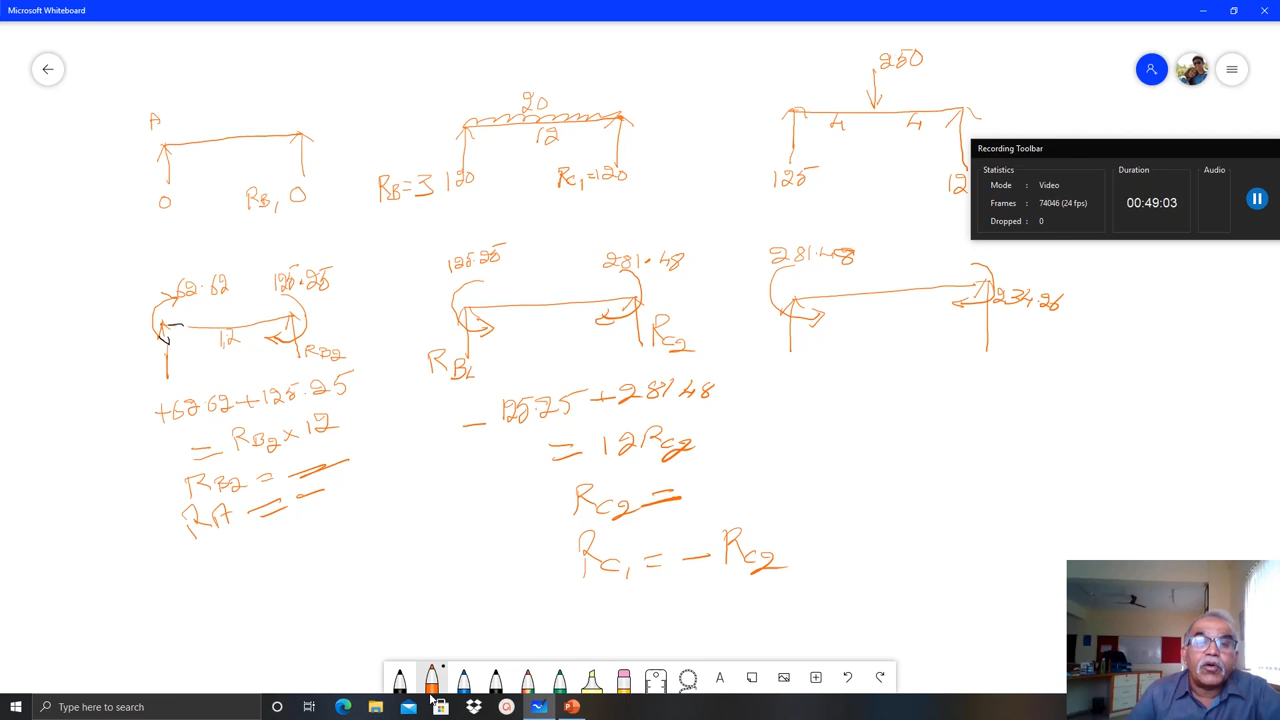 Microsoft Whiteboard
250
A
20
12
4 4
RB=3 120
RC1=120
125
12
0
RB1 0
Recording Toolbar
Statistics
Duration
Audio
Mode : Video
Frames : 74046 (24 fps)
Dropped : 0
00:49:03
62.62
125.25
125.25
281.48
281.48
234.26
12
RB2
RB2
RC2
+62.62+125.25
= RB2 x 12
RB2 =
RA =
- 125.25 + 281.48
= 12RC2
RC2 =
RC1 = - RC2
Type here to search